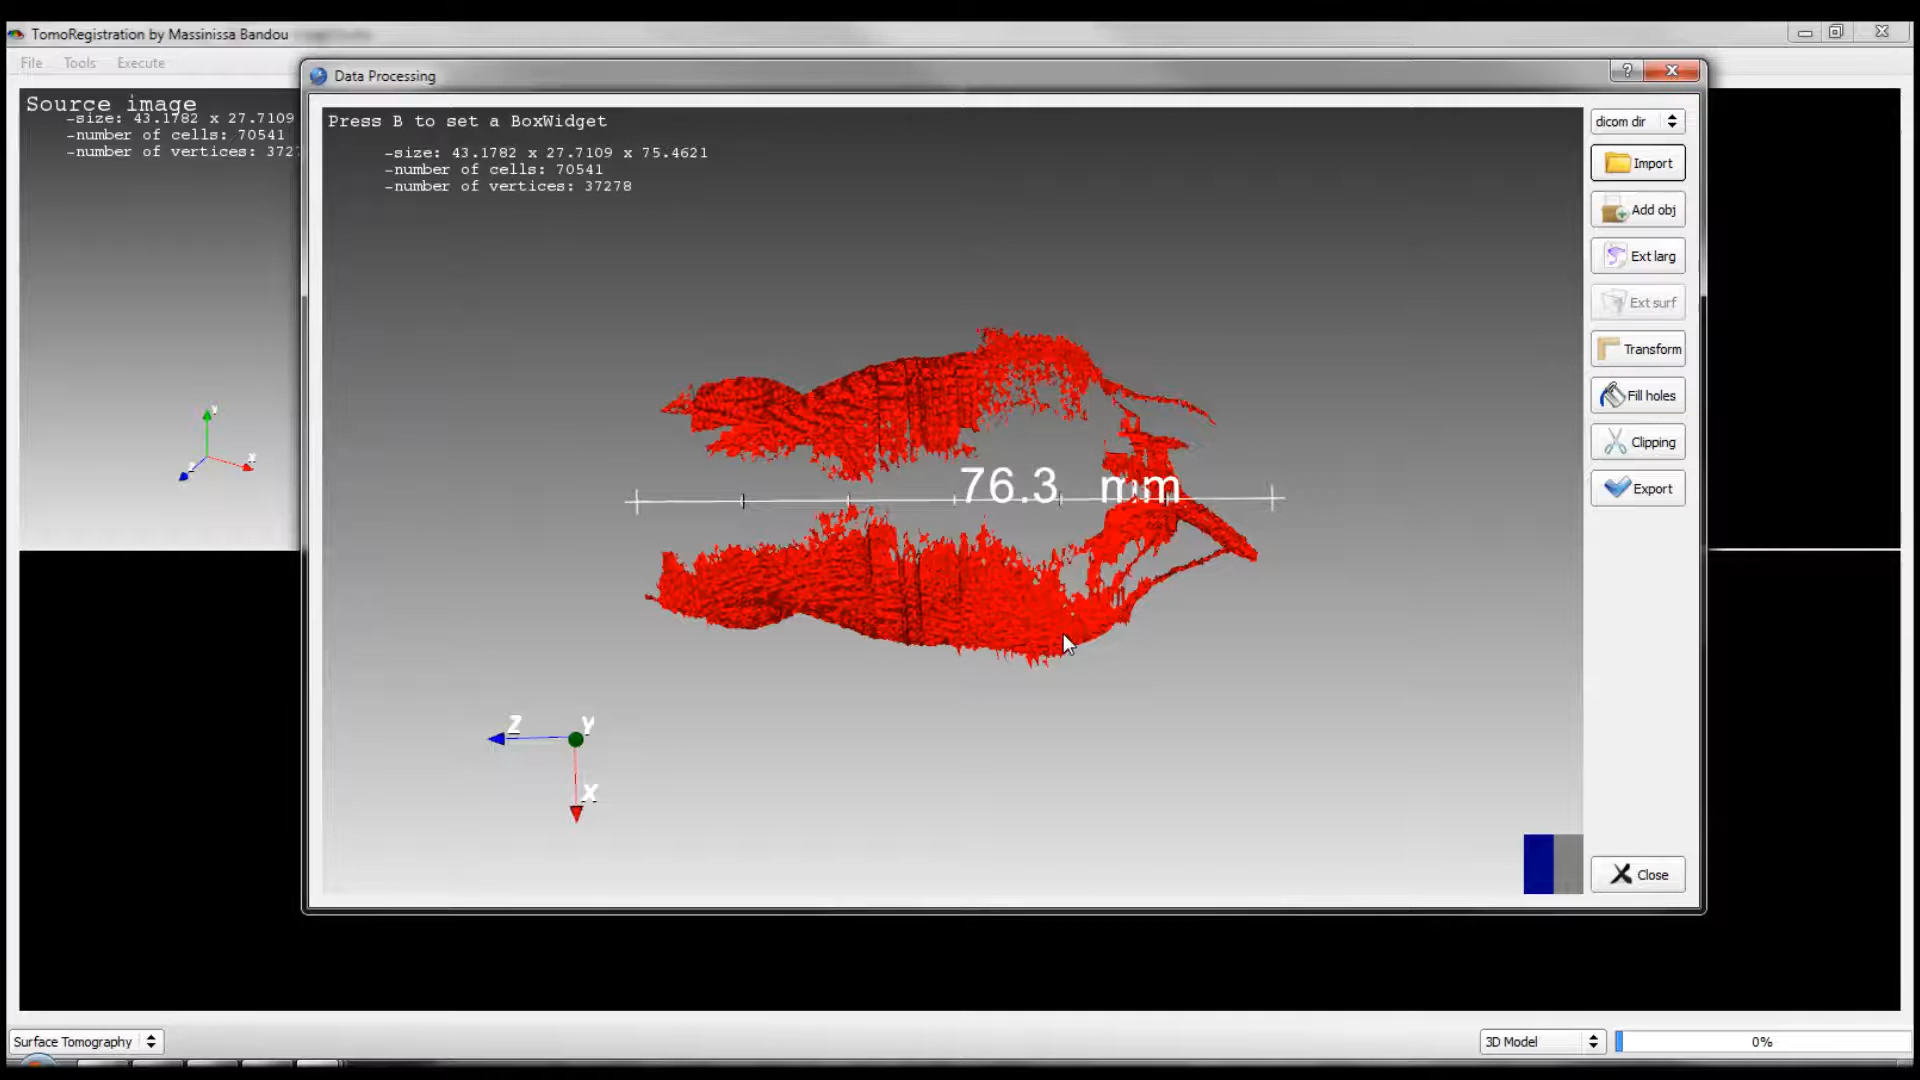 TomoRegistration by Massinissa Bandou
File Tools Execute
Source image
-size: 43.1782 x 27.7109
-number of cells: 70541
-number of vertices: 372
Y
X
Z
Data Processing
?
Press B to set a BoxWidget
-size: 43.1782 x 27.7109 x 75.4621
-number of cells: 70541
-number of vertices: 37278
76.3 mm
Z
Y
X
dicom dir
Import
Add obj
Ext larg
Ext surf
Transform
Fill holes
Clipping
Export
Close
Surface Tomography
3D Model
0%